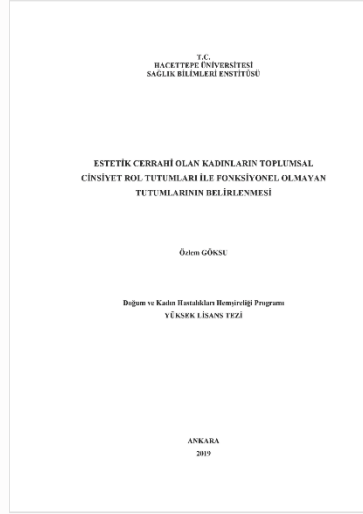 T.C.
HACETTEPE ÜNİVERSİTESİ
SAĞLIK BİLİMLERİ ENSTİTÜSÜ
ESTETİK CERRAHİ OLAN KADINLARIN TOPLUMSAL
CİNSİYET ROL TUTUMLARI İLE FONKSİYONEL OLMAYAN
TUTUMLARININ BELİRLENMESİ
Özlem GÖKSU
Doğum ve Kadın Hastalıkları Hemşireliği Programı
YÜKSEK LİSANS TEZİ
ANKARA
2019